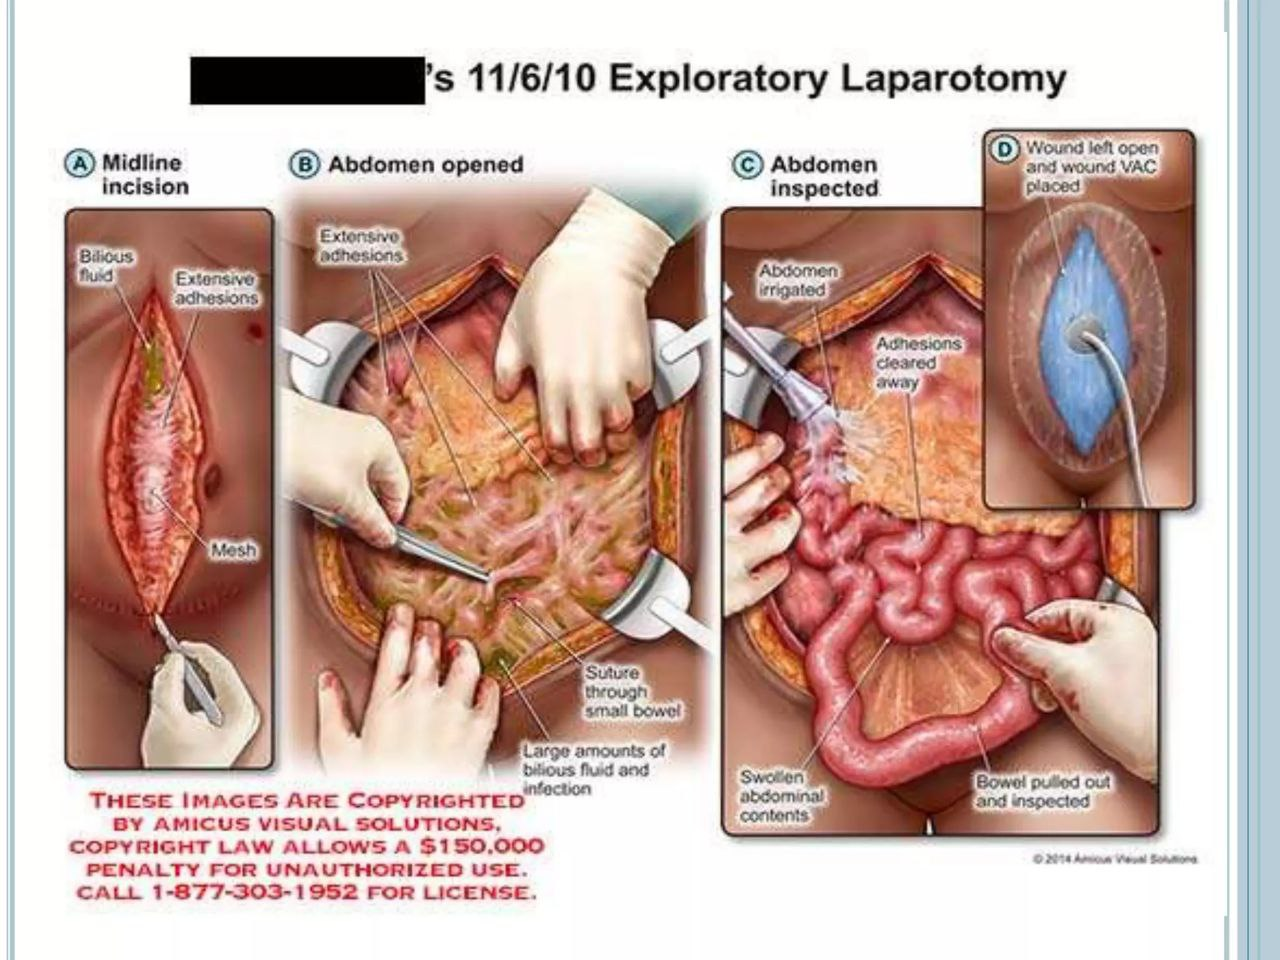 's 11/6/10 Exploratory Laparotomy
A Midline
incision
Bilious
fluid
Extensive
adhesions
Mesh
B Abdomen opened
Extensive
adhesions
Suture
through
small bowel
Large amounts of
bilious fluid and
infection
C Abdomen
inspected
Abdomen
irrigated
Adhesions
cleared
away
Swollen
abdominal
contents
Bowel pulled out
and inspected
D Wound left open
and wound VAC
placed
THESE IMAGES ARE COPYRIGHTED
BY AMICUS VISUAL SOLUTIONS,
COPYRIGHT LAW ALLOWS A $150,000
PENALTY FOR UNAUTHORIZED USE.
CALL 1-877-303-1952 FOR LICENSE.
© 2014 Amicus Visual Solutions